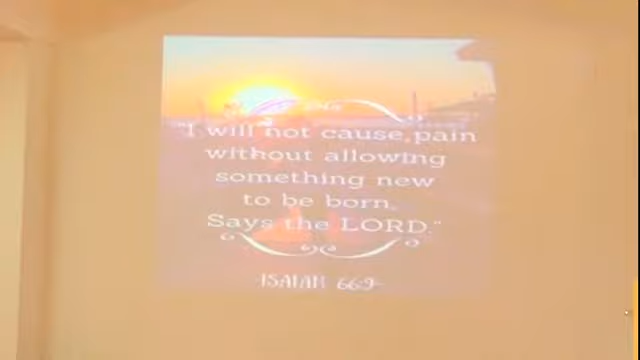 "I will not cause pain
without allowing
something new
to be born,
Says the LORD."
ISAIAH 66:9